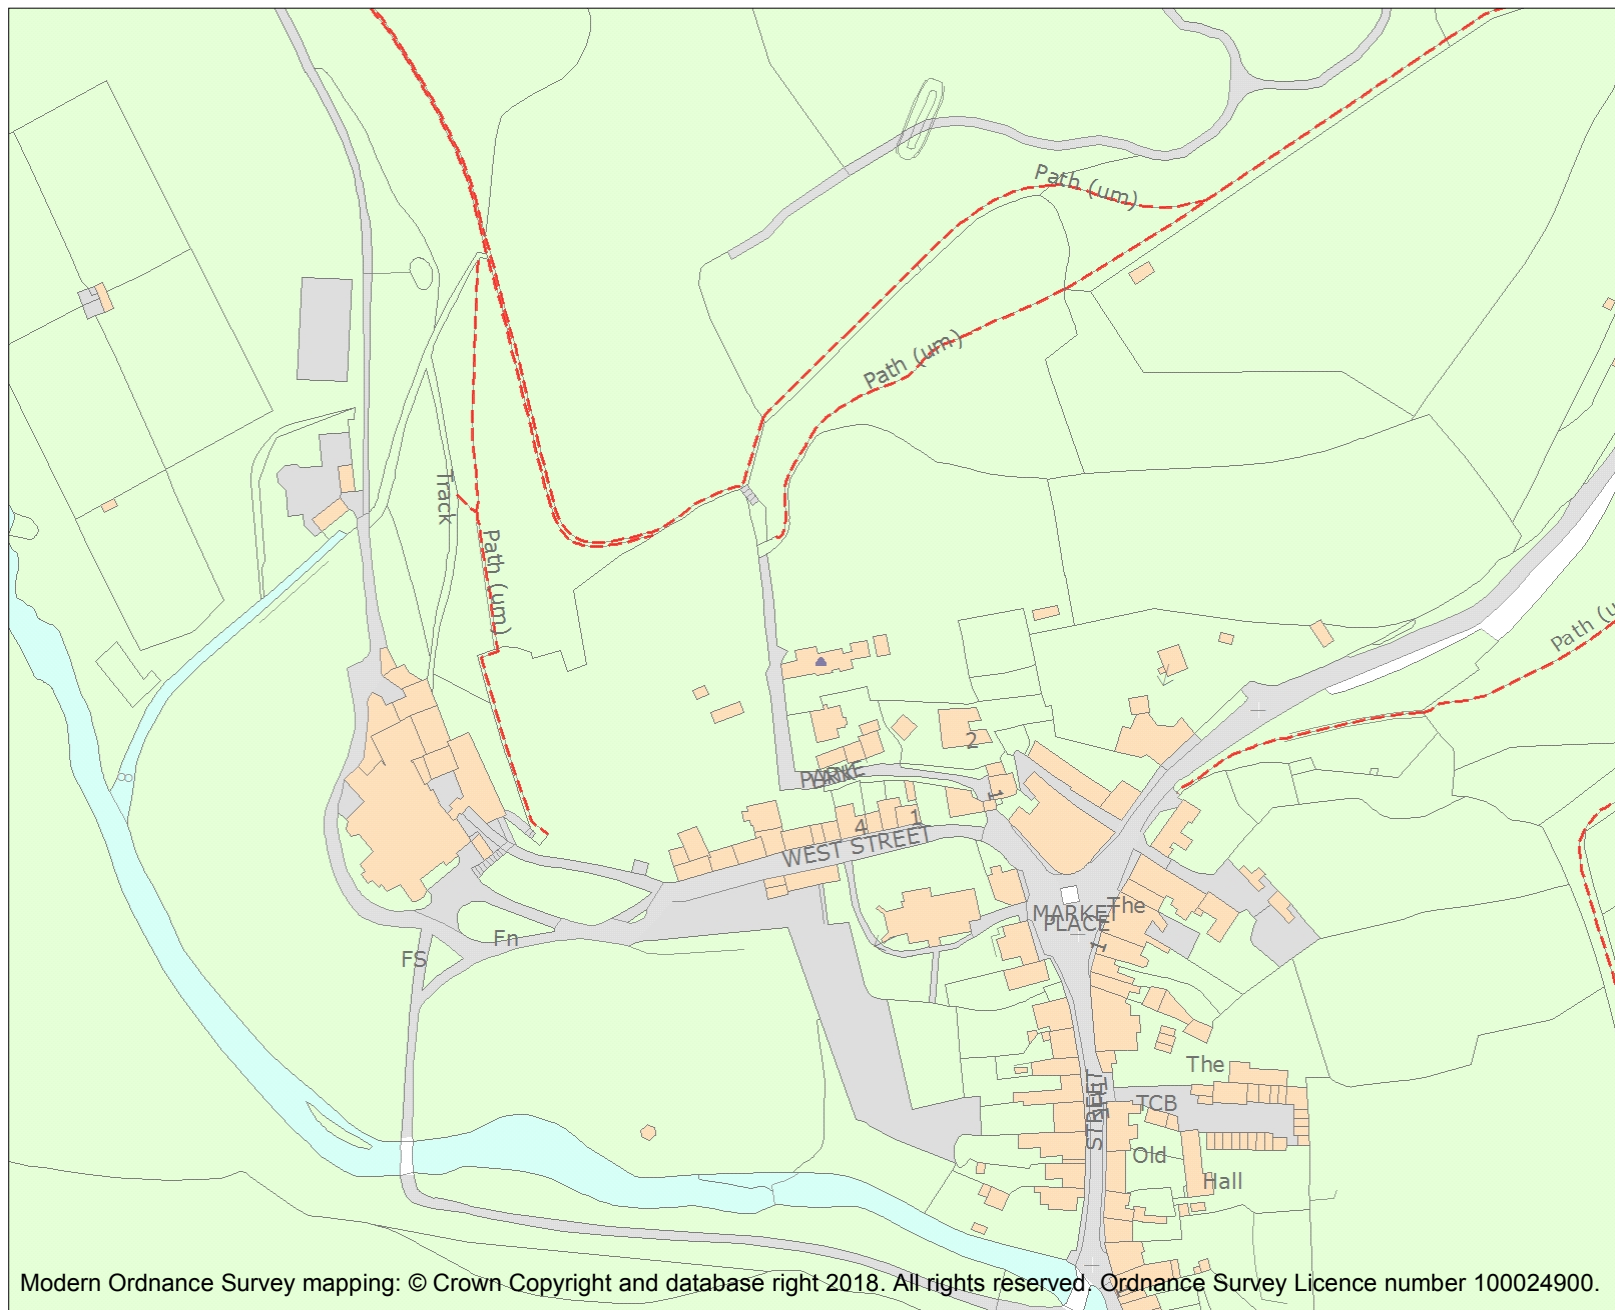 Path (um)
Path (um)
Track
Path (um)
Path (u
2
PARKE
1
4
1
WEST STREET
MARKET
PLACE
The
1
Fn
FS
The
STREET
THE
TCB
Old
Hall
Modern Ordnance Survey mapping: © Crown Copyright and database right 2018. All rights reserved. Ordnance Survey Licence number 100024900.